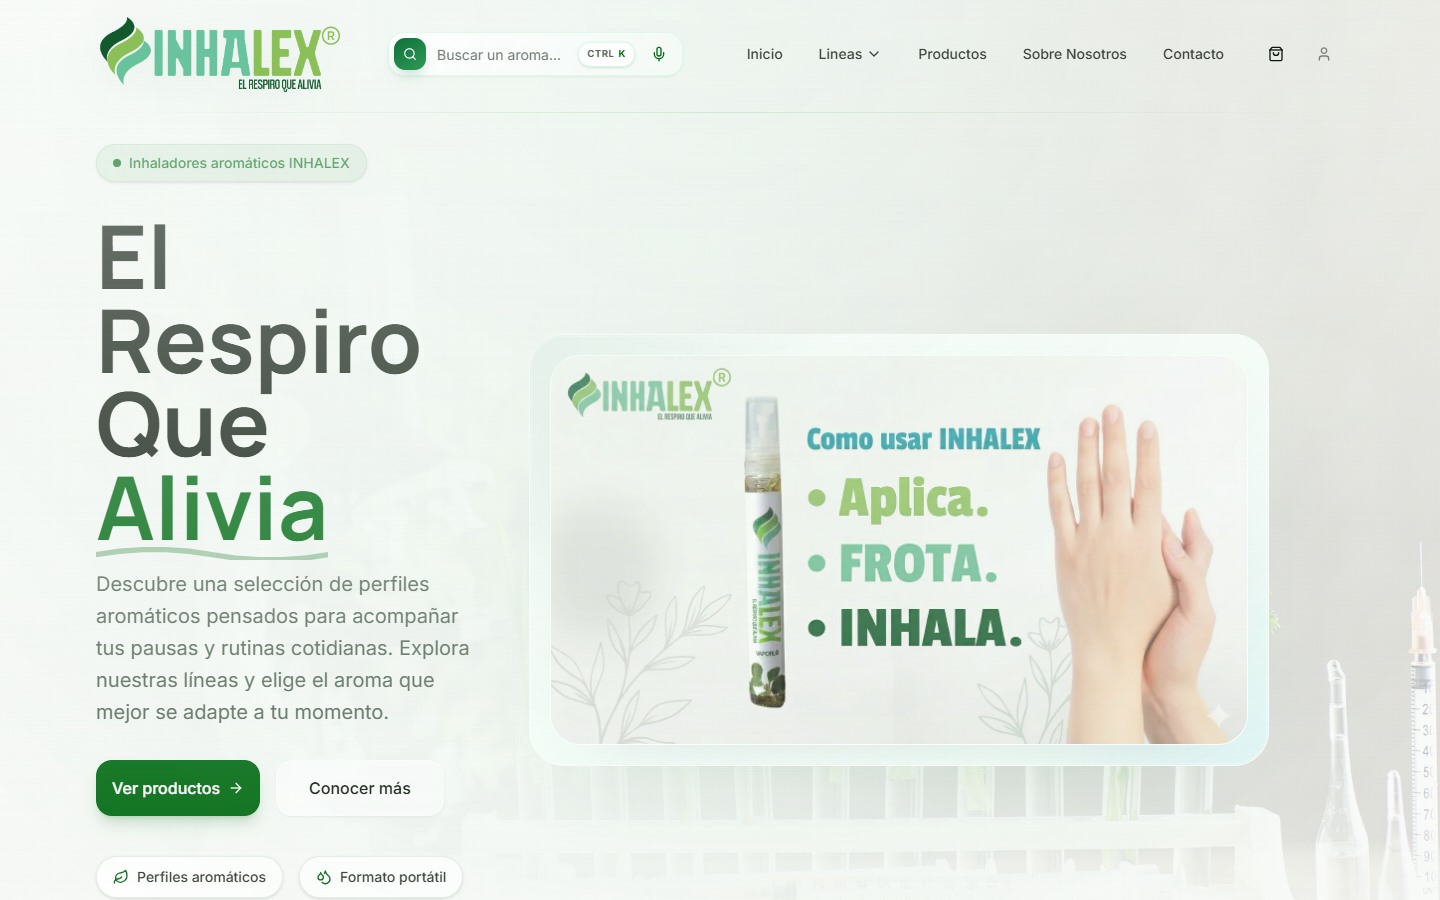 INHALEX®
EL RESPIRO QUE ALIVIA
Buscar un aroma...
CTRL K
Inicio
Lineas
Productos
Sobre Nosotros
Contacto
Inhaladores aromáticos INHALEX
El
Respiro
Que
Alivia
Descubre una selección de perfiles
aromáticos pensados para acompañar
tus pausas y rutinas cotidianas. Explora
nuestras líneas y elige el aroma que
mejor se adapte a tu momento.
Ver productos
Conocer más
Perfiles aromáticos
Formato portátil
INHALEX®
EL RESPIRO QUE ALIVIA
INHALEX
Como usar INHALEX
• Aplica.
• FROTA.
• INHALA.